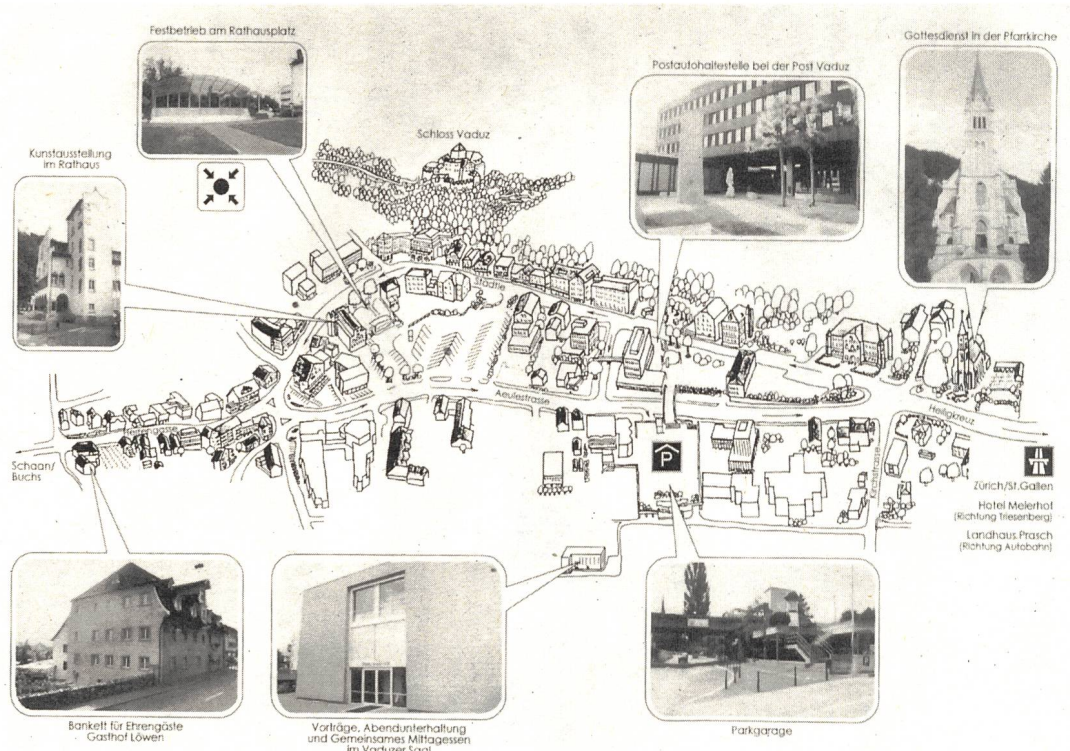 Festbetrieb am Rathausplatz
Gottesdienst in der Pfarrkirche
Postautohaltestelle bei der Post Vaduz
Schloss Vaduz
Kunstausstellung
im Rathaus
Städtle
Aeulestrasse
Heiligkreuz
Kirchstrasse
Schaan/
Buchs
P
Zürich/St.Gallen
Hotel Meierhof
(Richtung Triesenberg)
Landhaus Prasch
(Richtung Autobahn)
Bankett für Ehrengäste
Gasthof Löwen
Vorträge, Abendunterhaltung
und Gemeinsames Mittagessen
im Vaduzer Saal
Parkgarage